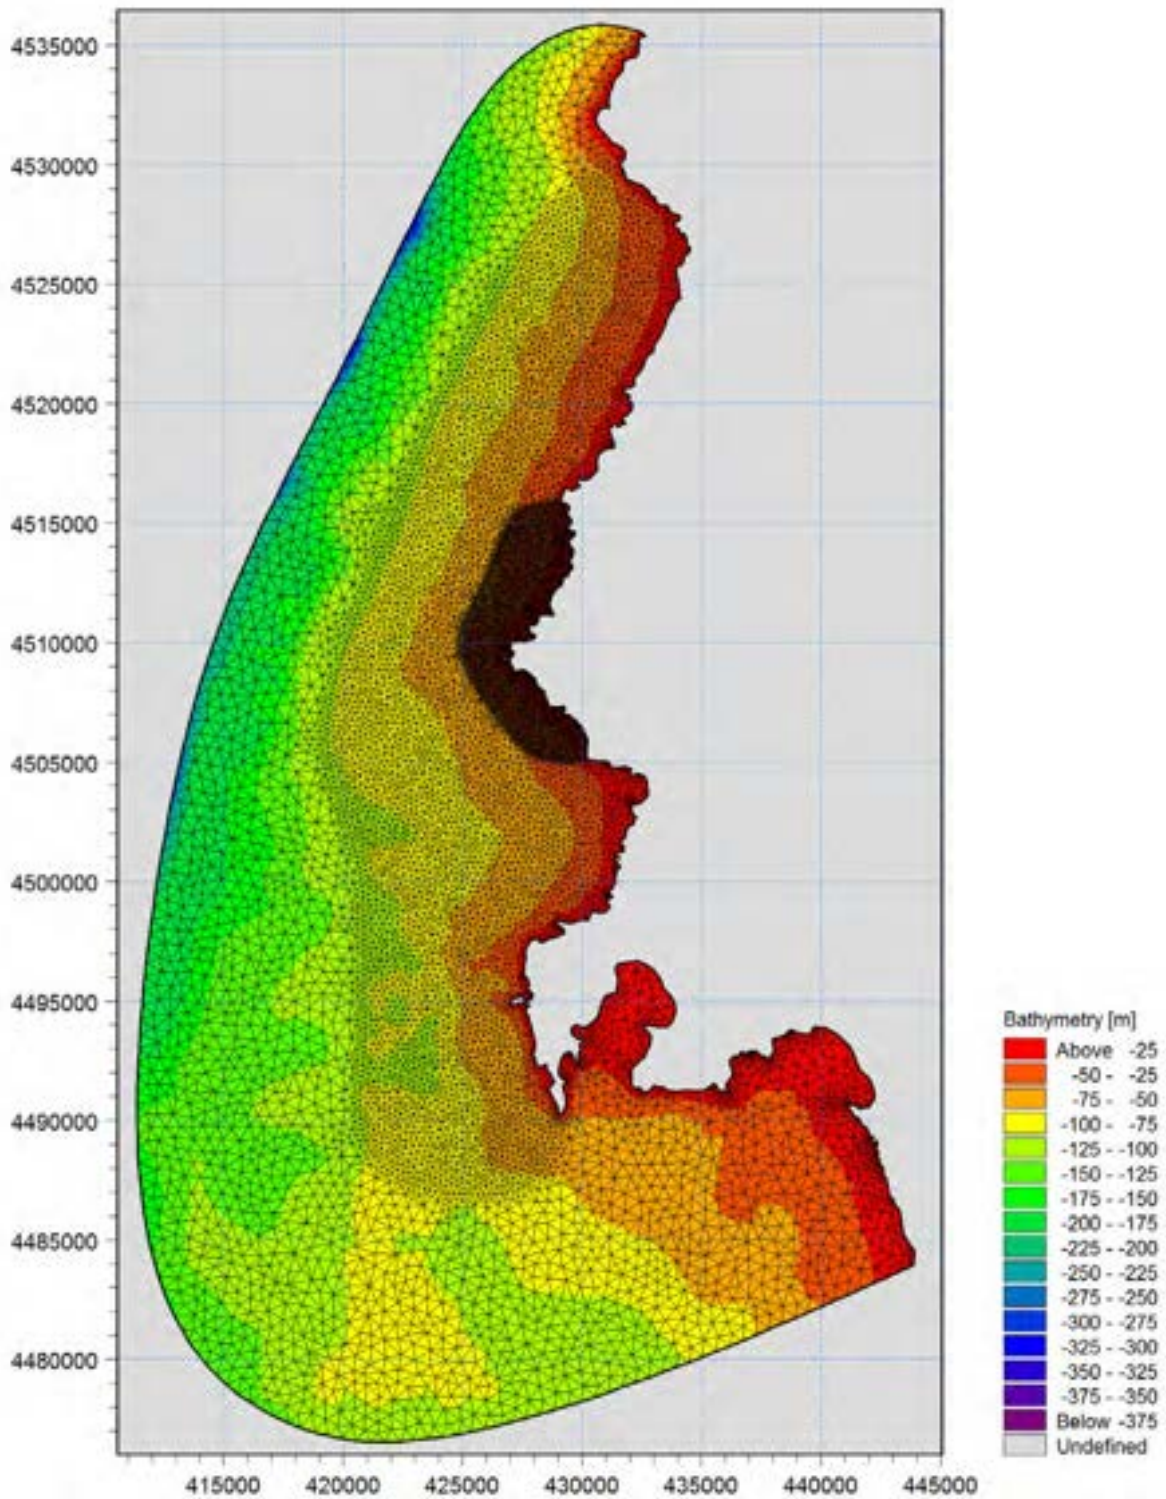 4535000
4530000
4525000
4520000
4515000
4510000
4505000
4500000
4495000
4490000
4485000
4480000
415000 420000 425000 430000 435000 440000 445000
Bathymetry [m]
Above -25
-50 - -25
-75 - -50
-100 - -75
-125 - -100
-150 - -125
-175 - -150
-200 - -175
-225 - -200
-250 - -225
-275 - -250
-300 - -275
-325 - -300
-350 - -325
-375 - -350
Below -375
Undefined